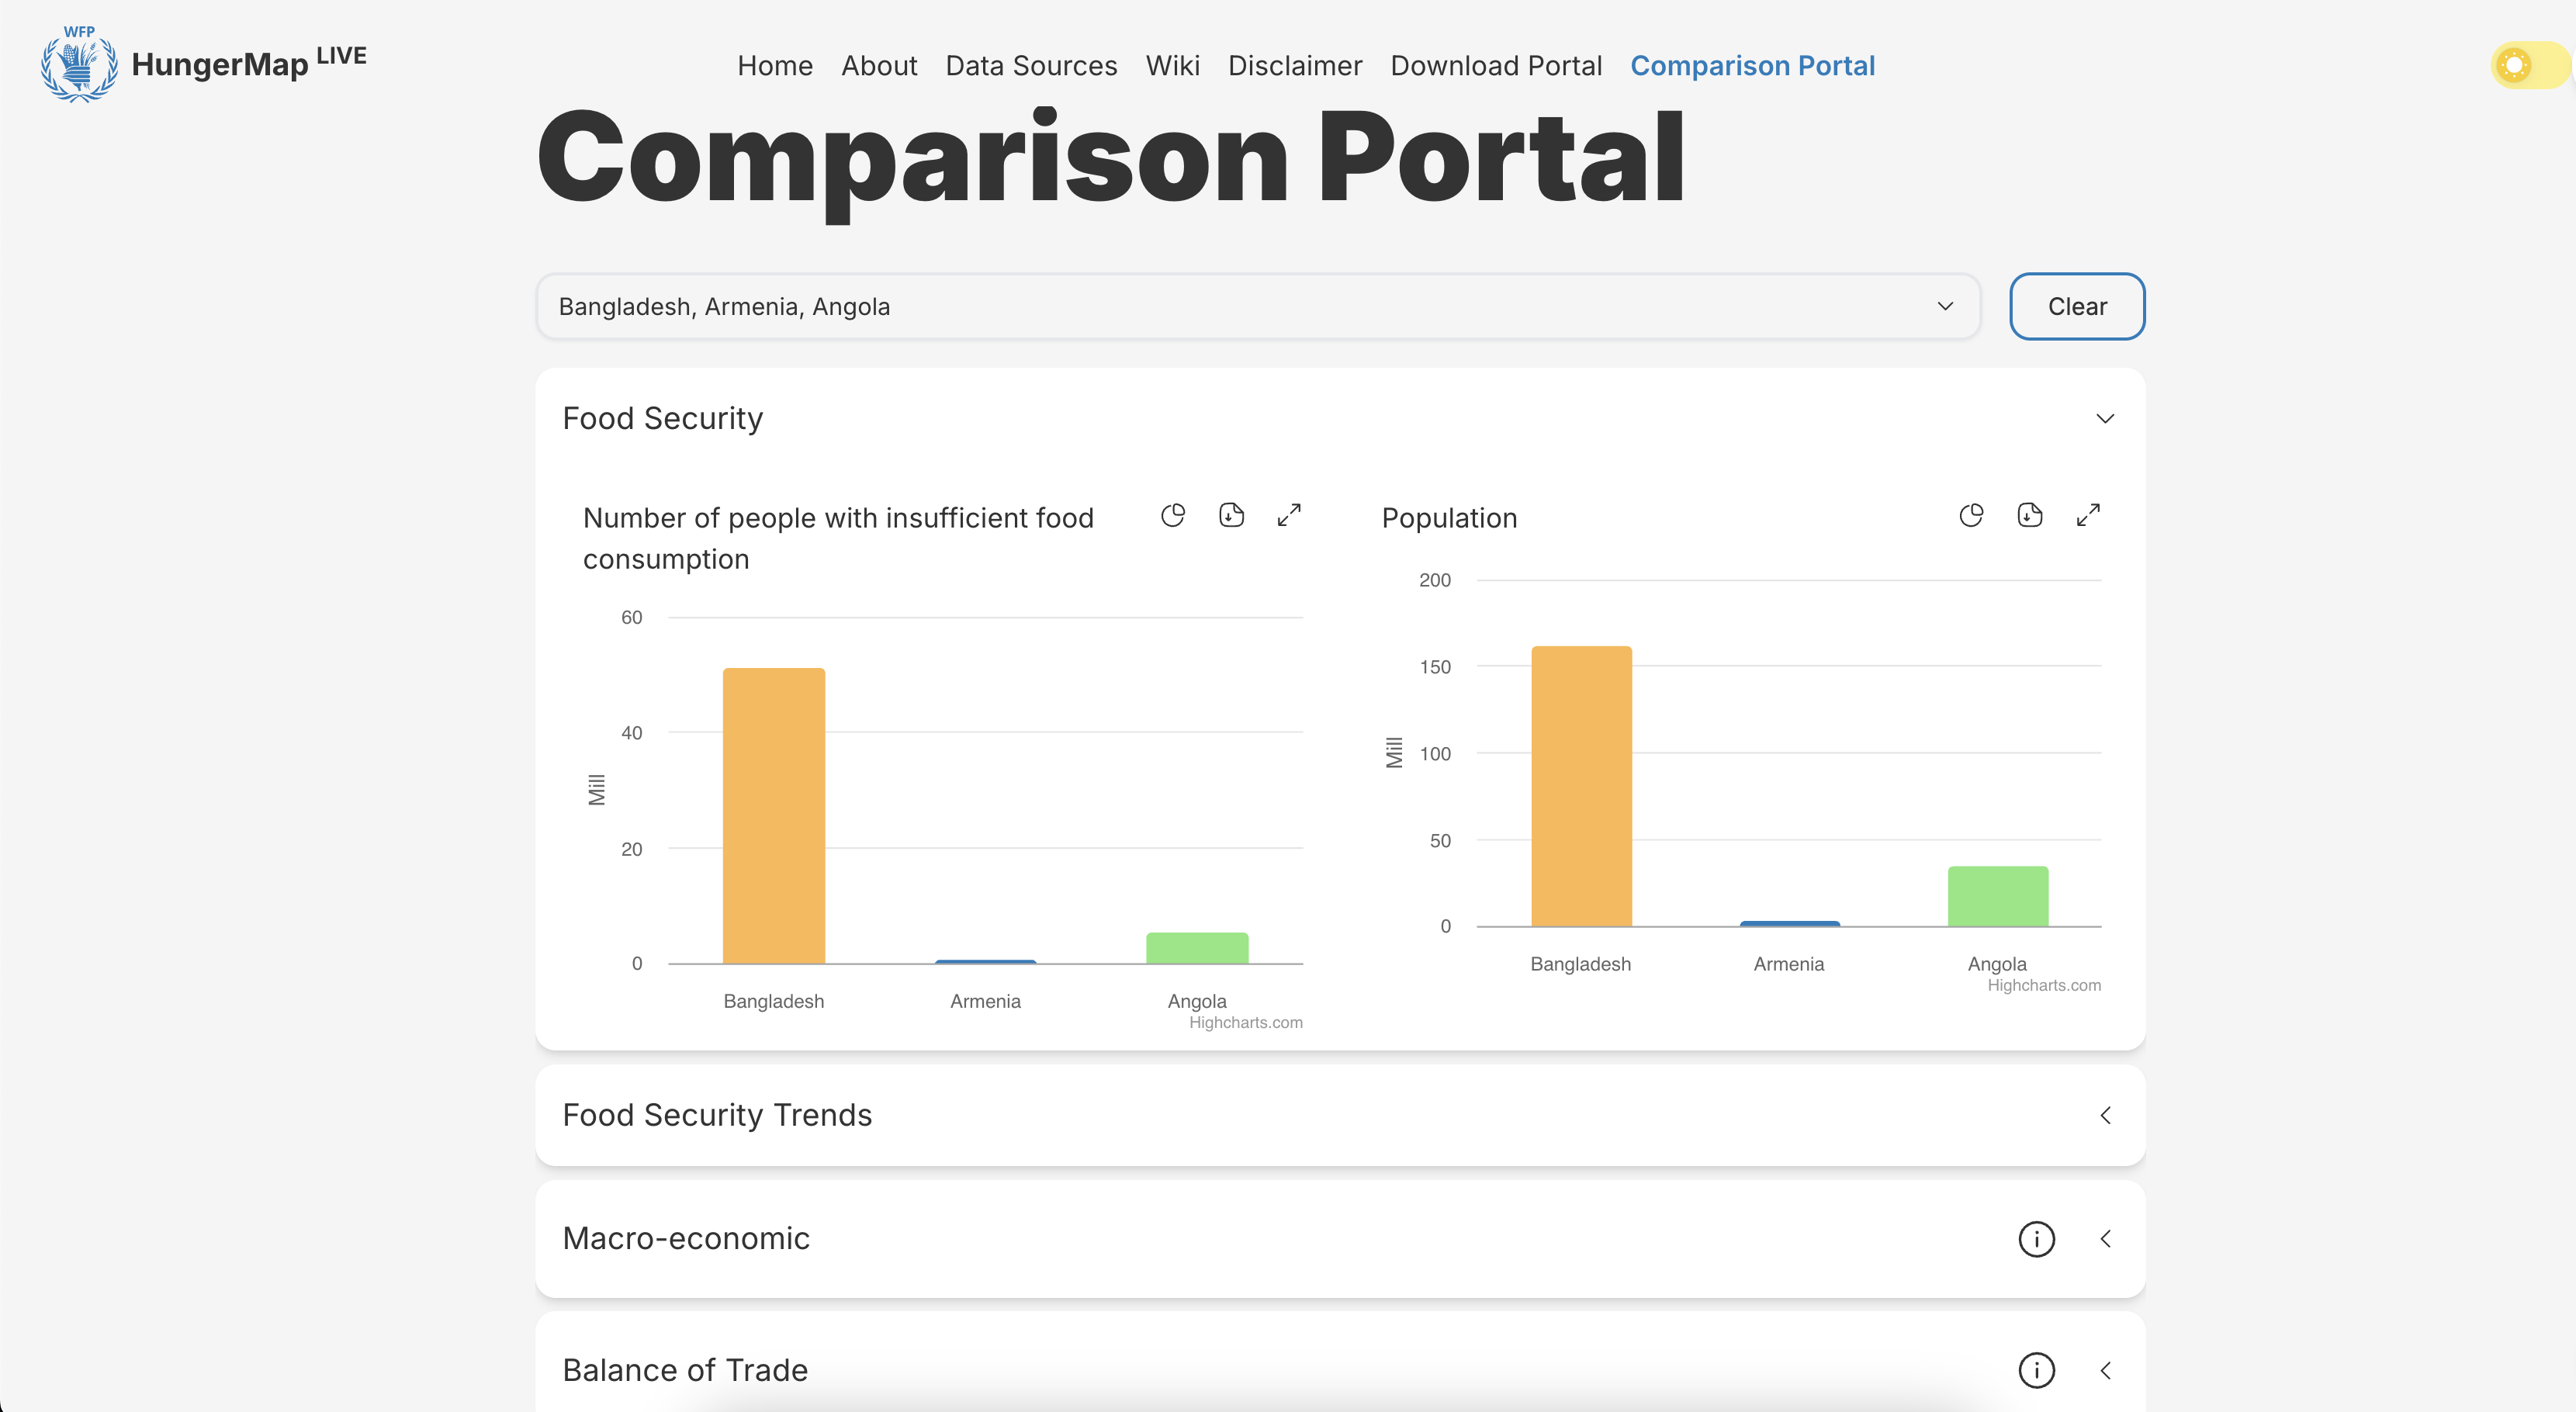 WFP
HungerMap LIVE
Home About Data Sources Wiki Disclaimer Download Portal Comparison Portal
Comparison Portal
Bangladesh, Armenia, Angola
Clear
Food Security
Number of people with insufficient food
consumption
60
40
20
0
Mill
Bangladesh Armenia Angola
Highcharts.com
Population
200
150
100
50
0
Mill
Bangladesh Armenia Angola
Highcharts.com
Food Security Trends
Macro-economic
Balance of Trade